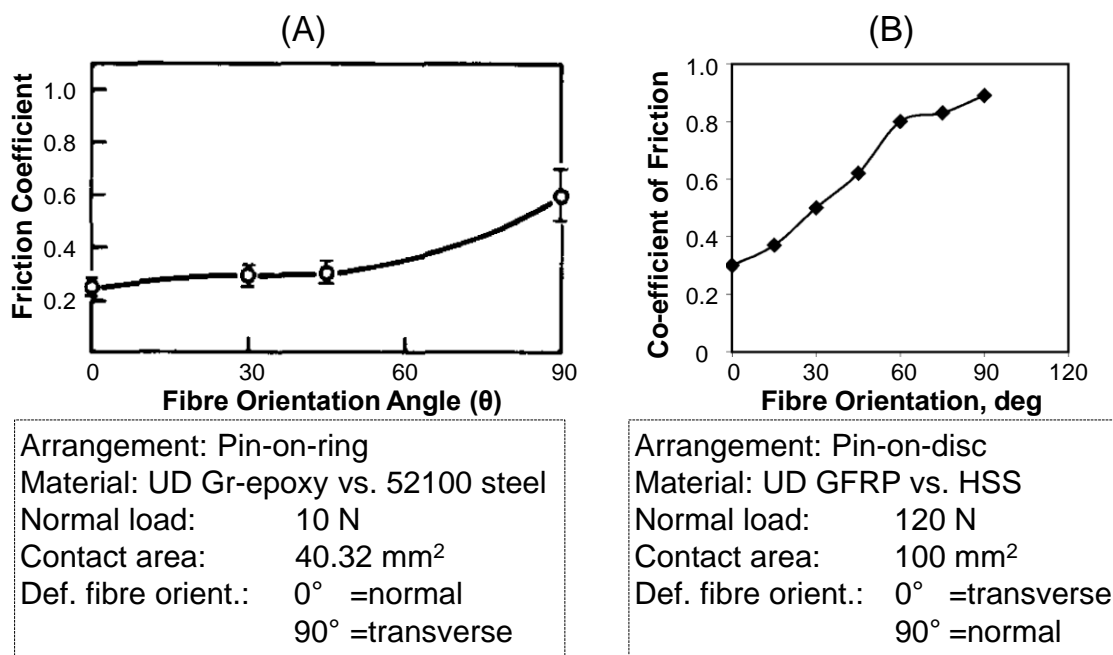 (A)
Friction Coefficient
1.0
0.8
0.6
0.4
0.2
0 30 60 90
Fibre Orientation Angle (θ)
Arrangement: Pin-on-ring
Material: UD Gr-epoxy vs. 52100 steel
Normal load: 10 N
Contact area: 40.32 mm²
Def. fibre orient.: 0° =normal
90° =transverse
(B)
Co-efficient of Friction
1.0
0.8
0.6
0.4
0.2
0
0 30 60 90 120
Fibre Orientation, deg
Arrangement: Pin-on-disc
Material: UD GFRP vs. HSS
Normal load: 120 N
Contact area: 100 mm²
Def. fibre orient.: 0° =transverse
90° =normal